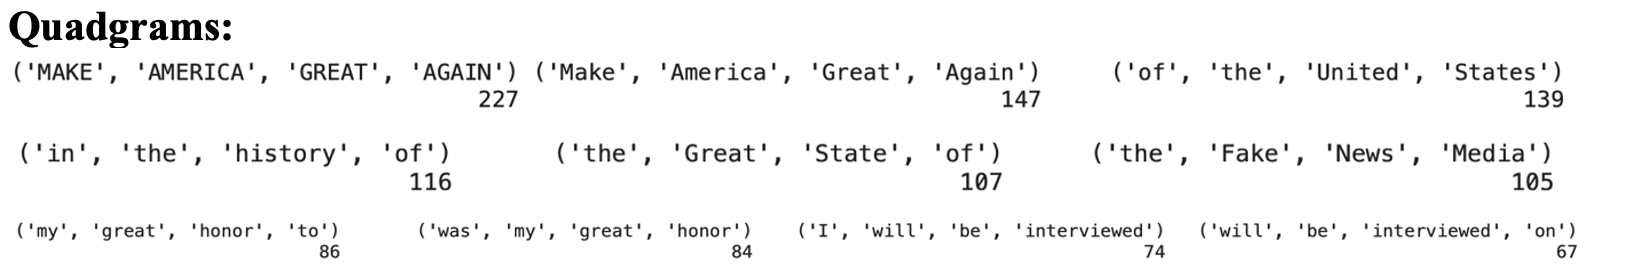 Quadgrams:
('MAKE', 'AMERICA', 'GREAT', 'AGAIN') ('Make', 'America', 'Great', 'Again') ('of', 'the', 'United', 'States')
227 147 139
('in', 'the', 'history', 'of') ('the', 'Great', 'State', 'of') ('the', 'Fake', 'News', 'Media')
116 107 105
('my', 'great', 'honor', 'to') ('was', 'my', 'great', 'honor') ('I', 'will', 'be', 'interviewed') ('will', 'be', 'interviewed', 'on')
86 84 74 67